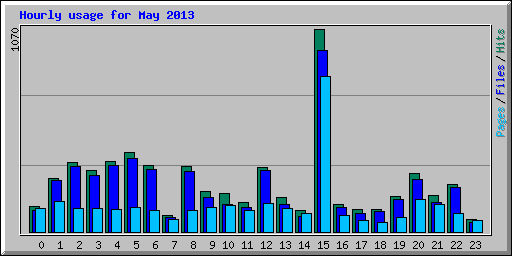 Hourly usage for May 2013
1070
Pages / Files / Hits
0 1 2 3 4 5 6 7 8 9 10 11 12 13 14 15 16 17 18 19 20 21 22 23